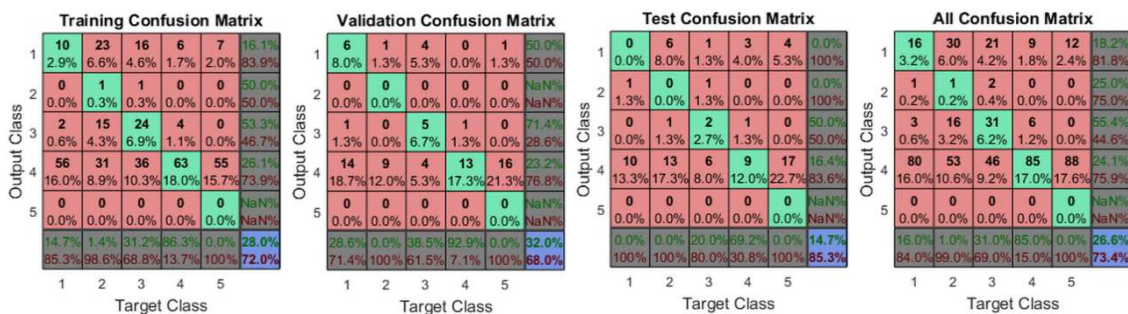 Training Confusion Matrix
1 10 23 16 6 7 16.1%
2.9% 6.6% 4.6% 1.7% 2.0% 83.9%
2 0 1 1 0 0 50.0%
0.0% 0.3% 0.3% 0.0% 0.0% 50.0%
3 2 15 24 4 0 53.3%
0.6% 4.3% 6.9% 1.1% 0.0% 46.7%
4 56 31 36 63 55 26.1%
16.0% 8.9% 10.3% 18.0% 15.7% 73.9%
5 0 0 0 0 0 NaN%
0.0% 0.0% 0.0% 0.0% 0.0% NaN%
14.7% 1.4% 31.2% 86.3% 0.0% 28.0%
85.3% 98.6% 68.8% 13.7% 100% 72.0%
1 2 3 4 5
Target Class
Output Class
Validation Confusion Matrix
1 6 1 4 0 1 50.0%
8.0% 1.3% 5.3% 0.0% 1.3% 50.0%
2 0 0 0 0 0 NaN%
0.0% 0.0% 0.0% 0.0% 0.0% NaN%
3 1 0 5 1 0 71.4%
1.3% 0.0% 6.7% 1.3% 0.0% 28.6%
4 14 9 4 13 16 23.2%
18.7% 12.0% 5.3% 17.3% 21.3% 76.8%
5 0 0 0 0 0 NaN%
0.0% 0.0% 0.0% 0.0% 0.0% NaN%
28.6% 0.0% 38.5% 92.9% 0.0% 32.0%
71.4% 100% 61.5% 7.1% 100% 68.0%
1 2 3 4 5
Target Class
Output Class
Test Confusion Matrix
1 0 6 1 3 4 0.0%
0.0% 8.0% 1.3% 4.0% 5.3% 100%
2 1 0 1 0 0 0.0%
1.3% 0.0% 1.3% 0.0% 0.0% 100%
3 0 1 2 1 0 50.0%
0.0% 1.3% 2.7% 1.3% 0.0% 50.0%
4 10 13 6 9 17 16.4%
13.3% 17.3% 8.0% 12.0% 22.7% 83.6%
5 0 0 0 0 0 NaN%
0.0% 0.0% 0.0% 0.0% 0.0% NaN%
0.0% 0.0% 20.0% 69.2% 0.0% 14.7%
100% 100% 80.0% 30.8% 100% 85.3%
1 2 3 4 5
Target Class
Output Class
All Confusion Matrix
1 16 30 21 9 12 18.2%
3.2% 6.0% 4.2% 1.8% 2.4% 81.8%
2 1 1 2 0 0 25.0%
0.2% 0.2% 0.4% 0.0% 0.0% 75.0%
3 3 16 31 6 0 55.4%
0.6% 3.2% 6.2% 1.2% 0.0% 44.6%
4 80 53 46 85 88 24.1%
16.0% 10.6% 9.2% 17.0% 17.6% 75.9%
5 0 0 0 0 0 NaN%
0.0% 0.0% 0.0% 0.0% 0.0% NaN%
16.0% 1.0% 31.0% 85.0% 0.0% 26.6%
84.0% 99.0% 69.0% 15.0% 100% 73.4%
1 2 3 4 5
Target Class
Output Class